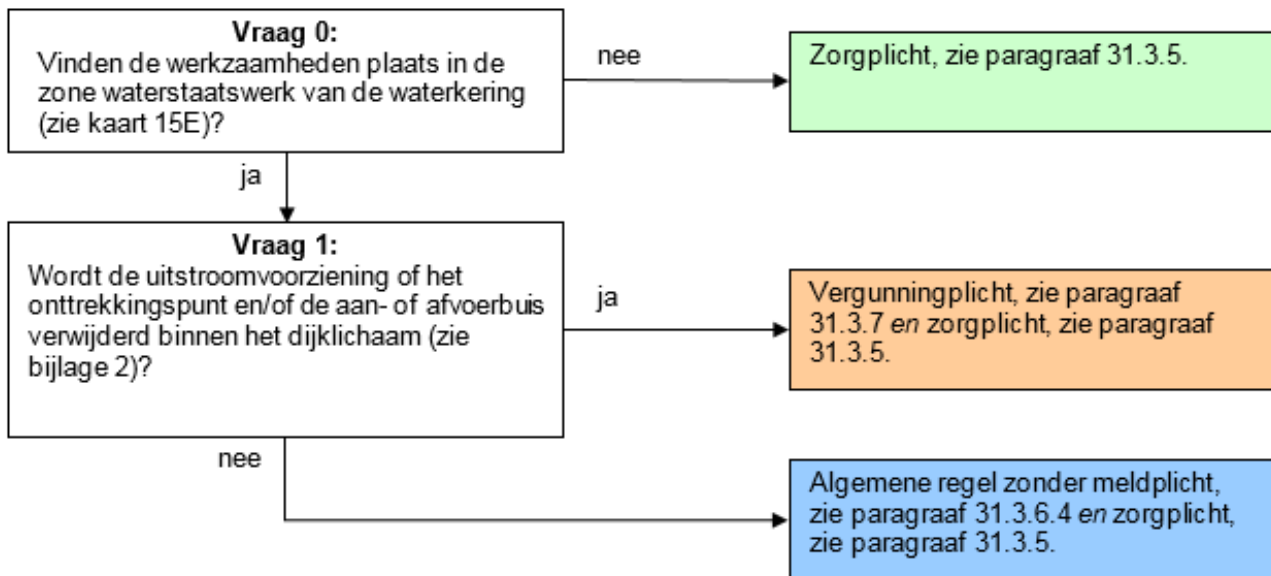 Vraag 0:
Vinden de werkzaamheden plaats in de
zone waterstaatswerk van de waterkering
(zie kaart 15E)?
nee
Zorgplicht, zie paragraaf 31.3.5.
ja
Vraag 1:
Wordt de uitstroomvoorziening of het
onttrekkingspunt en/of de aan- of afvoerbuis
verwijderd binnen het dijklichaam (zie
bijlage 2)?
ja
Vergunningplicht, zie paragraaf
31.3.7 en zorgplicht, zie paragraaf
31.3.5.
nee
Algemene regel zonder meldplicht,
zie paragraaf 31.3.6.4 en zorgplicht,
zie paragraaf 31.3.5.